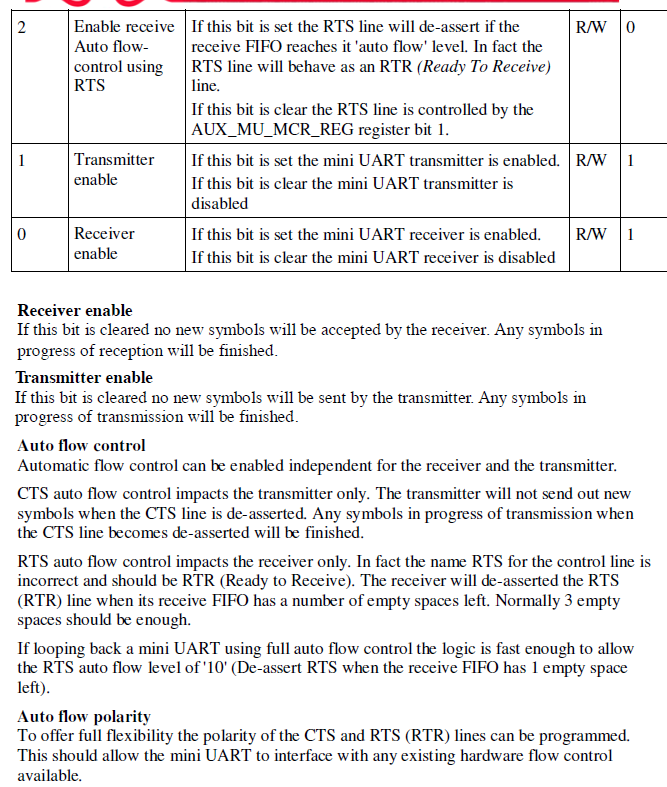 2 Enable receive If this bit is set the RTS line will de-assert if the R/W 0
Auto flow- receive FIFO reaches it 'auto flow' level. In fact the
control using RTS line will behave as an RTR (Ready To Receive)
RTS line.
If this bit is clear the RTS line is controlled by the
AUX_MU_MCR_REG register bit 1.
1 Transmitter If this bit is set the mini UART transmitter is enabled. R/W 1
enable If this bit is clear the mini UART transmitter is
disabled
0 Receiver If this bit is set the mini UART receiver is enabled. R/W 1
enable If this bit is clear the mini UART receiver is disabled
Receiver enable
If this bit is cleared no new symbols will be accepted by the receiver. Any symbols in
progress of reception will be finished.
Transmitter enable
If this bit is cleared no new symbols will be sent by the transmitter. Any symbols in
progress of transmission will be finished.
Auto flow control
Automatic flow control can be enabled independent for the receiver and the transmitter.
CTS auto flow control impacts the transmitter only. The transmitter will not send out new
symbols when the CTS line is de-asserted. Any symbols in progress of transmission when
the CTS line becomes de-asserted will be finished.
RTS auto flow control impacts the receiver only. In fact the name RTS for the control line is
incorrect and should be RTR (Ready to Receive). The receiver will de-asserted the RTS
(RTR) line when its receive FIFO has a number of empty spaces left. Normally 3 empty
spaces should be enough.
If looping back a mini UART using full auto flow control the logic is fast enough to allow
the RTS auto flow level of '10' (De-assert RTS when the receive FIFO has 1 empty space
left).
Auto flow polarity
To offer full flexibility the polarity of the CTS and RTS (RTR) lines can be programmed.
This should allow the mini UART to interface with any existing hardware flow control
available.